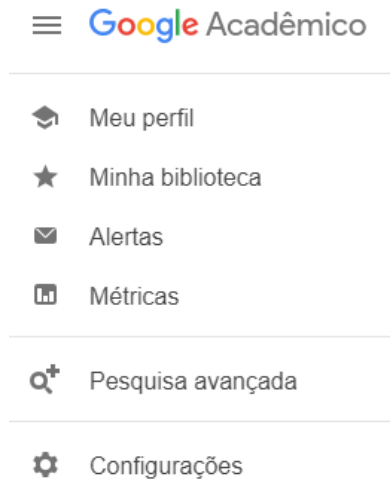 Google Acadêmico
Meu perfil
Minha biblioteca
Alertas
Métricas
Pesquisa avançada
Configurações